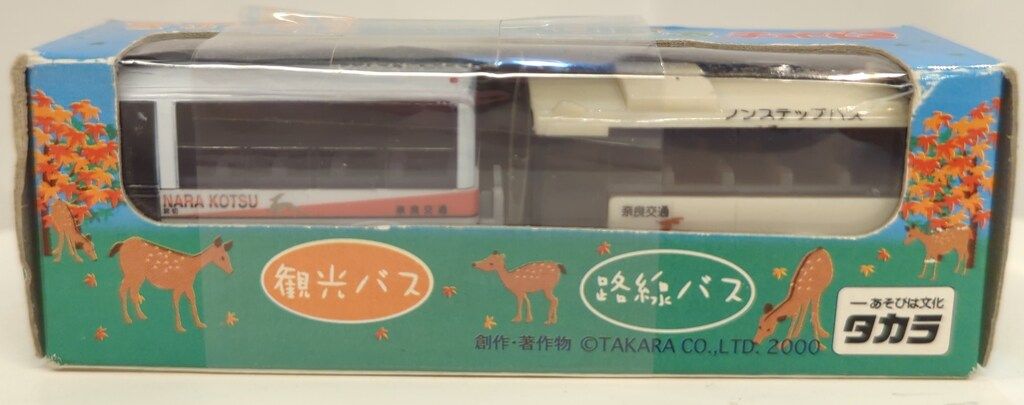 ノンステップバス
NARA KOTSU
奈良交通
奈良交通
観光バス
路線バス
あそびは文化
タカラ
創作・著作物 ©TAKARA CO.,LTD. 2000